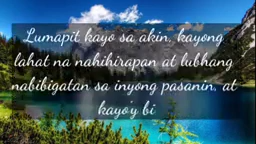 Lumapit kayo sa akin, kayong
lahat na nahihirapan at lubhang
nabibigatan sa inyong pasanin, at
kayo'y bi